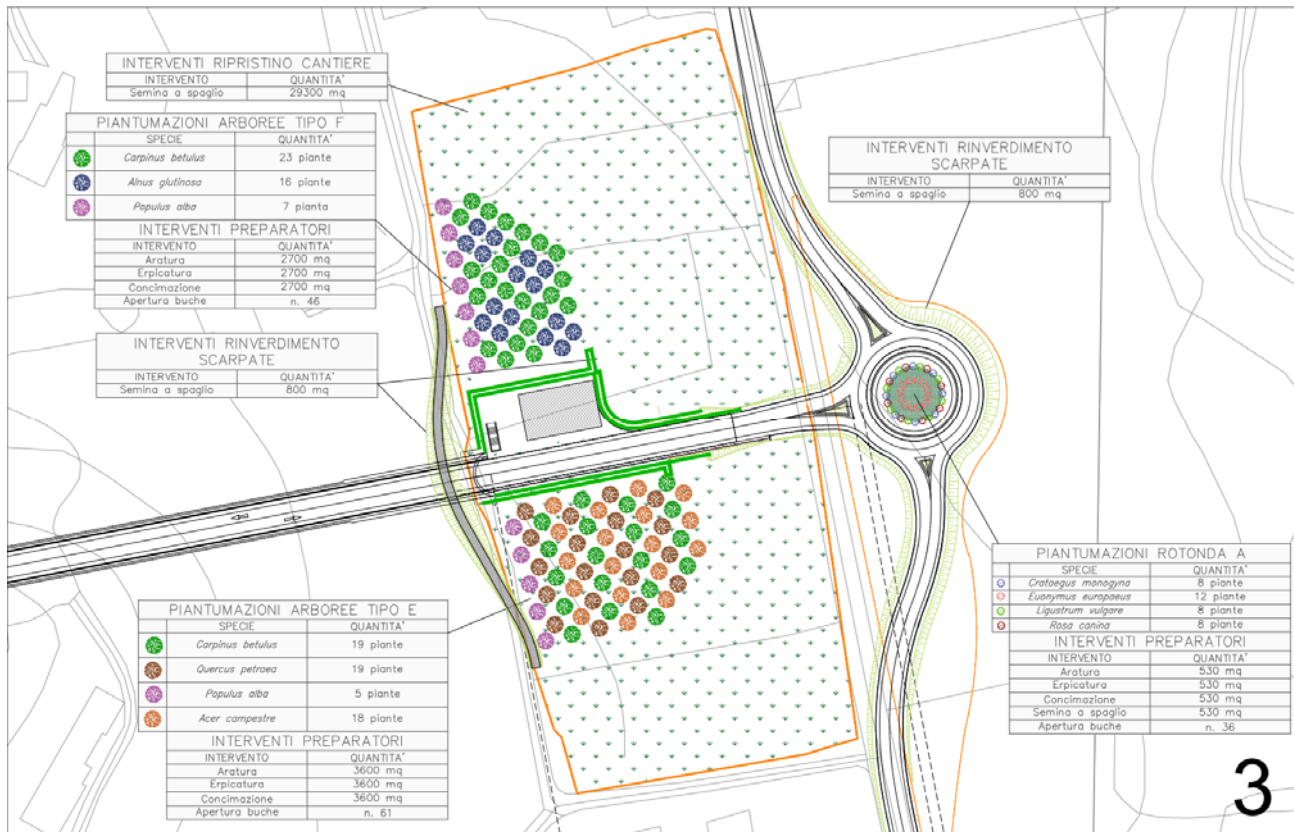 INTERVENTI RIPRISTINO CANTIERE
INTERVENTO QUANTITA'
Semina a spaglio 29300 mq
PIANTUMAZIONI ARBOREE TIPO F
SPECIE QUANTITA'
Carpinus betulus 23 piante
Alnus glutinosa 16 piante
Populus alba 7 pianta
INTERVENTI PREPARATORI
INTERVENTO QUANTITA'
Aratura 2700 mq
Erpicatura 2700 mq
Concimazione 2700 mq
Apertura buche n. 46
INTERVENTI RINVERDIMENTO
SCARPATE
INTERVENTO QUANTITA'
Semina a spaglio 800 mq
INTERVENTI RINVERDIMENTO
SCARPATE
INTERVENTO QUANTITA'
Semina a spaglio 800 mq
PIANTUMAZIONI ARBOREE TIPO E
SPECIE QUANTITA'
Carpinus betulus 19 piante
Quercus petraea 19 piante
Populus alba 5 piante
Acer campestre 18 piante
INTERVENTI PREPARATORI
INTERVENTO QUANTITA'
Aratura 3600 mq
Erpicatura 3600 mq
Concimazione 3600 mq
Apertura buche n. 61
PIANTUMAZIONI ROTONDA A
SPECIE QUANTITA'
Crataegus monogyna 8 piante
Euonymus europaeus 12 piante
Ligustrum vulgare 8 piante
Rosa canina 8 piante
INTERVENTI PREPARATORI
INTERVENTO QUANTITA'
Aratura 530 mq
Erpicatura 530 mq
Concimazione 530 mq
Semina a spaglio 530 mq
Apertura buche n. 36
3